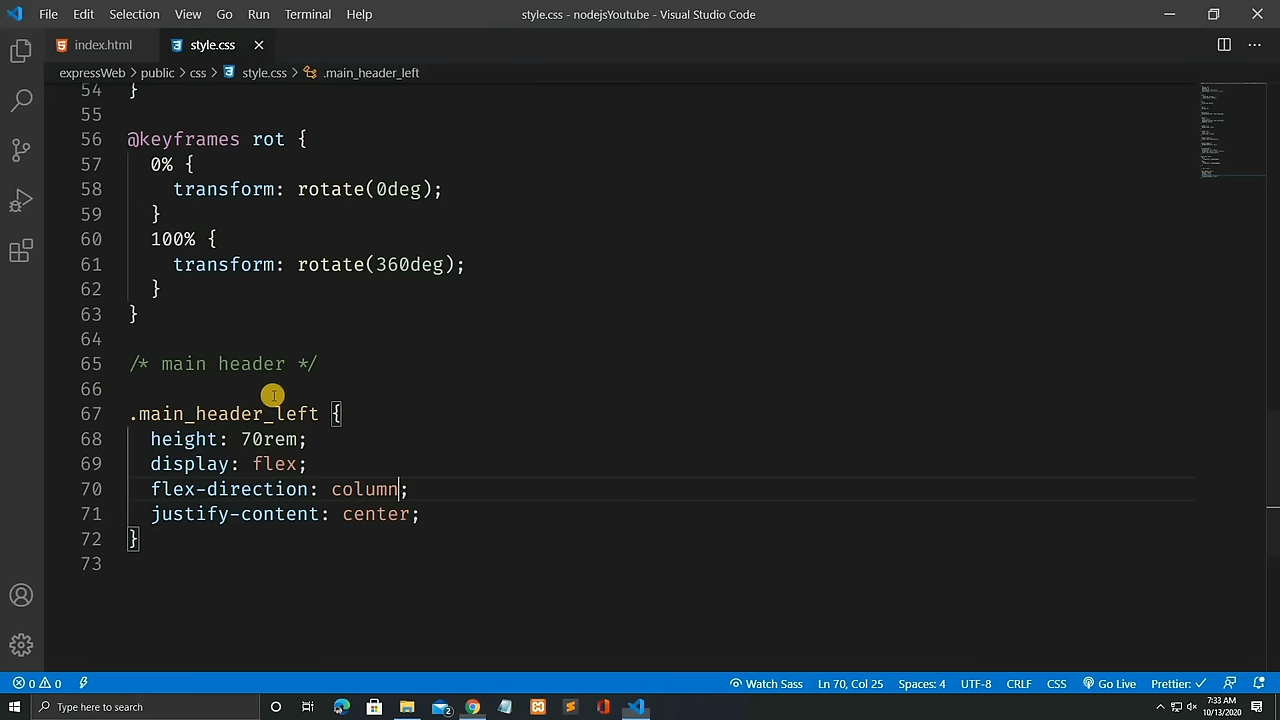 File Edit Selection View Go Run Terminal Help style.css - nodejsYoutube - Visual Studio Code
index.html style.css
expressWeb > public > css > style.css > .main_header_left
54 }
55
56 @keyframes rot {
57 0% {
58 transform: rotate(0deg);
59 }
60 100% {
61 transform: rotate(360deg);
62 }
63 }
64
65 /* main header */
66
67 .main_header_left {
68 height: 70rem;
69 display: flex;
70 flex-direction: column;
71 justify-content: center;
72 }
73
0 0 Watch Sass Ln 70, Col 25 Spaces: 4 UTF-8 CRLF CSS Go Live Prettier: ✓
Type here to search 2 7:33 AM
10/13/2020